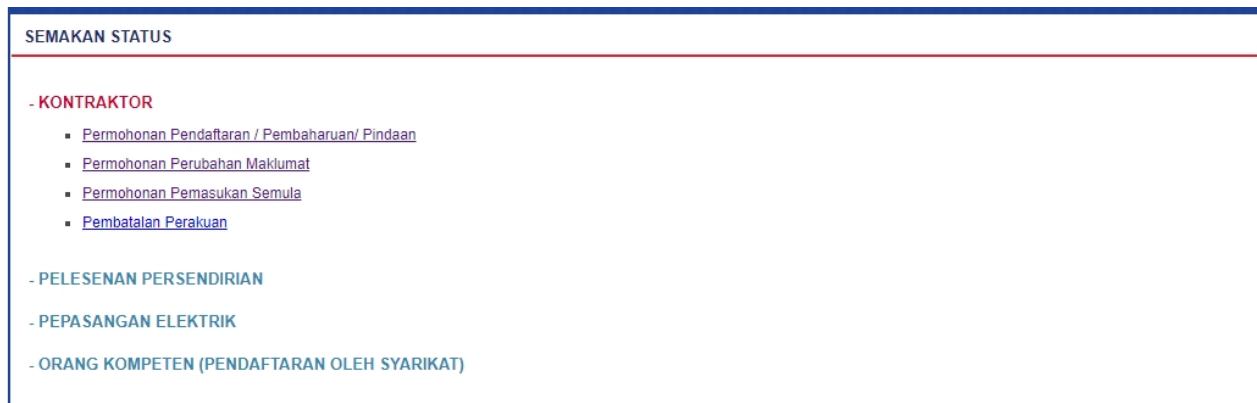 SEMAKAN STATUS
- KONTRAKTOR
Permohonan Pendaftaran / Pembaharuan/ Pindaan
Permohonan Perubahan Maklumat
Permohonan Pemasukan Semula
Pembatalan Perakuan
- PELESENAN PERSENDIRIAN
- PEPASANGAN ELEKTRIK
- ORANG KOMPETEN (PENDAFTARAN OLEH SYARIKAT)